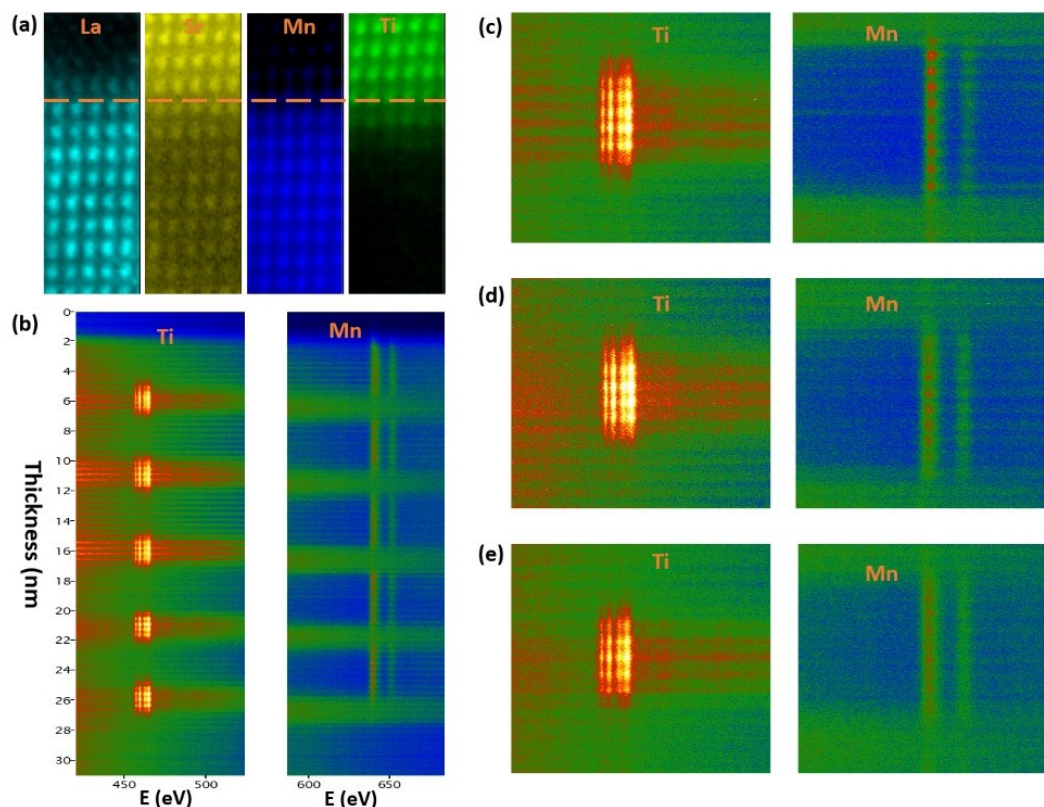 (a)
La
Sr
Mn
Ti
(b)
Ti
Mn
Thickness (nm
0
2
4
6
8
10
12
14
16
18
20
22
24
26
28
30
450
500
600
650
E (eV)
E (eV)
(c)
Ti
Mn
(d)
Ti
Mn
(e)
Ti
Mn